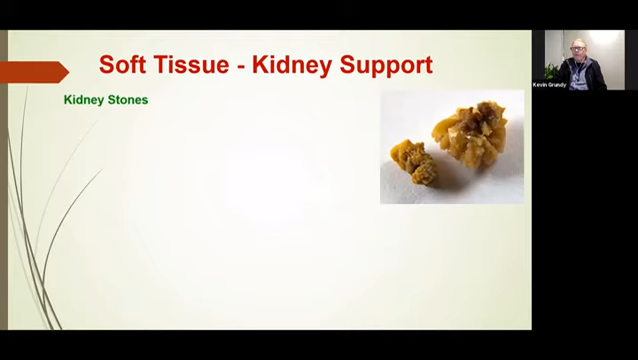 Soft Tissue - Kidney Support
Kidney Stones
Kevin Grundy